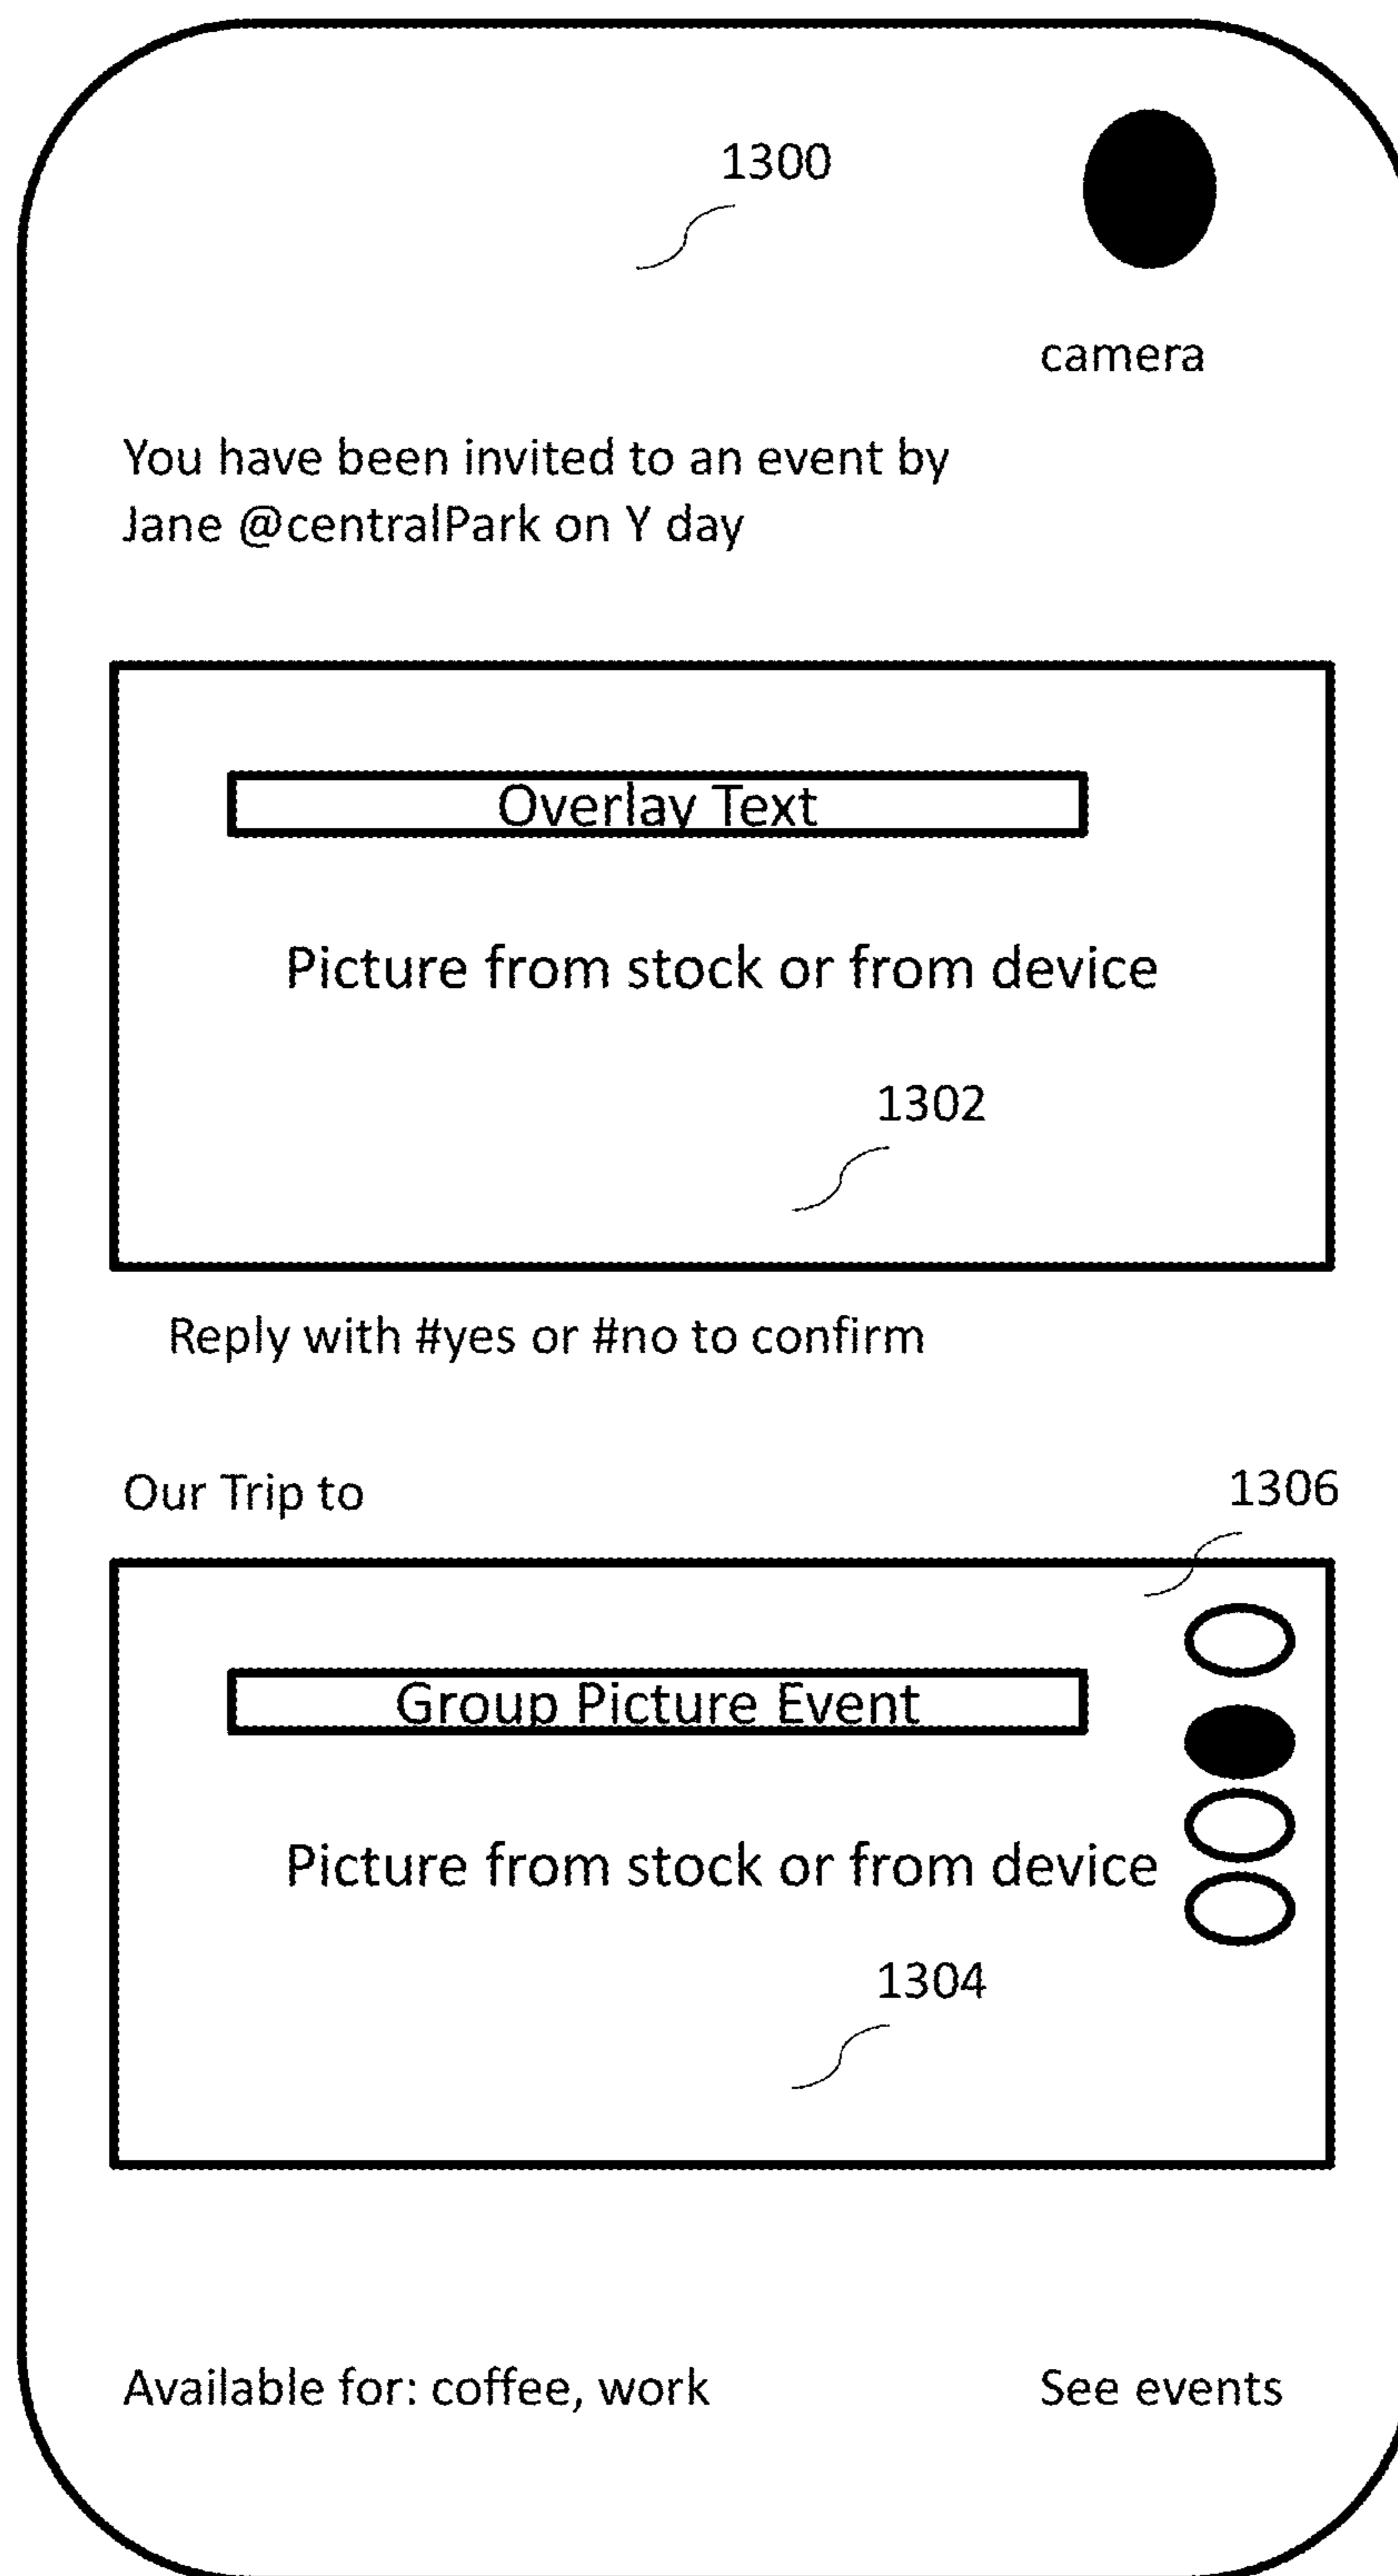 1300
camera
You have been invited to an event by
Jane @centralPark on Y day
Overlay Text
Picture from stock or from device
1302
Reply with #yes or #no to confirm
Our Trip to
1306
Group Picture Event
Picture from stock or from device
1304
Available for: coffee, work
See events